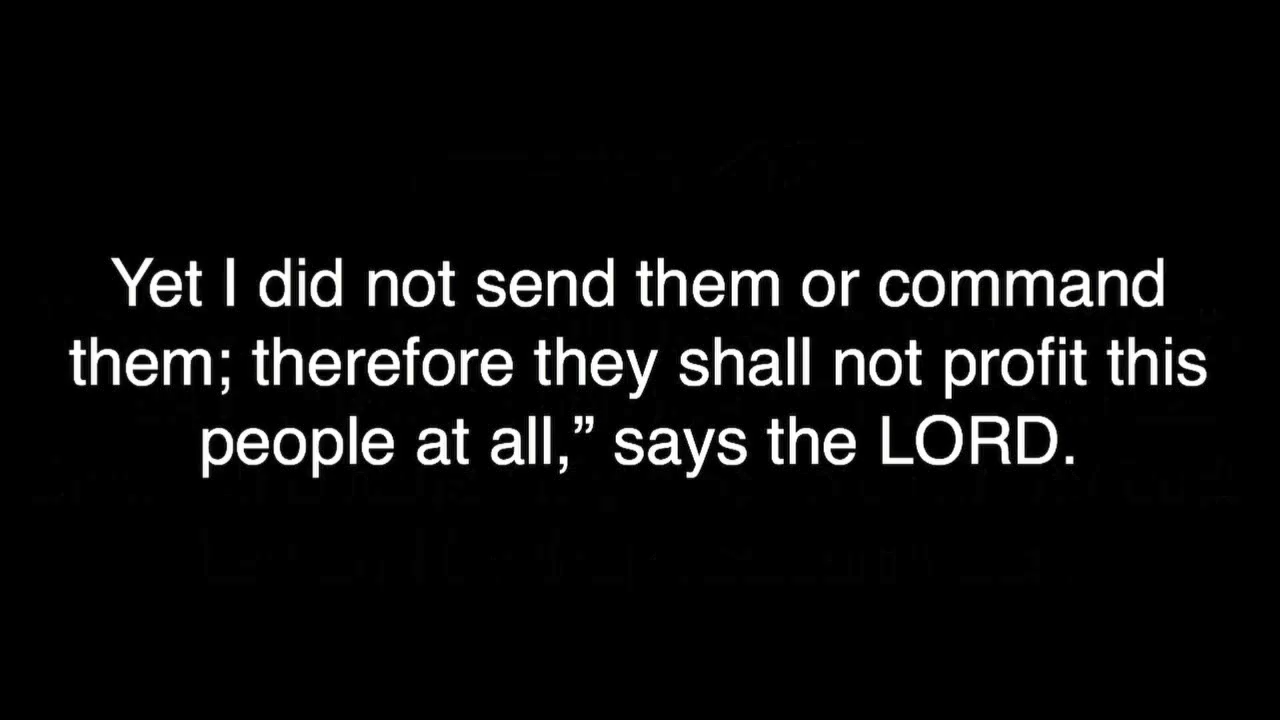 Yet I did not send them or command
them; therefore they shall not profit this
people at all,” says the LORD.